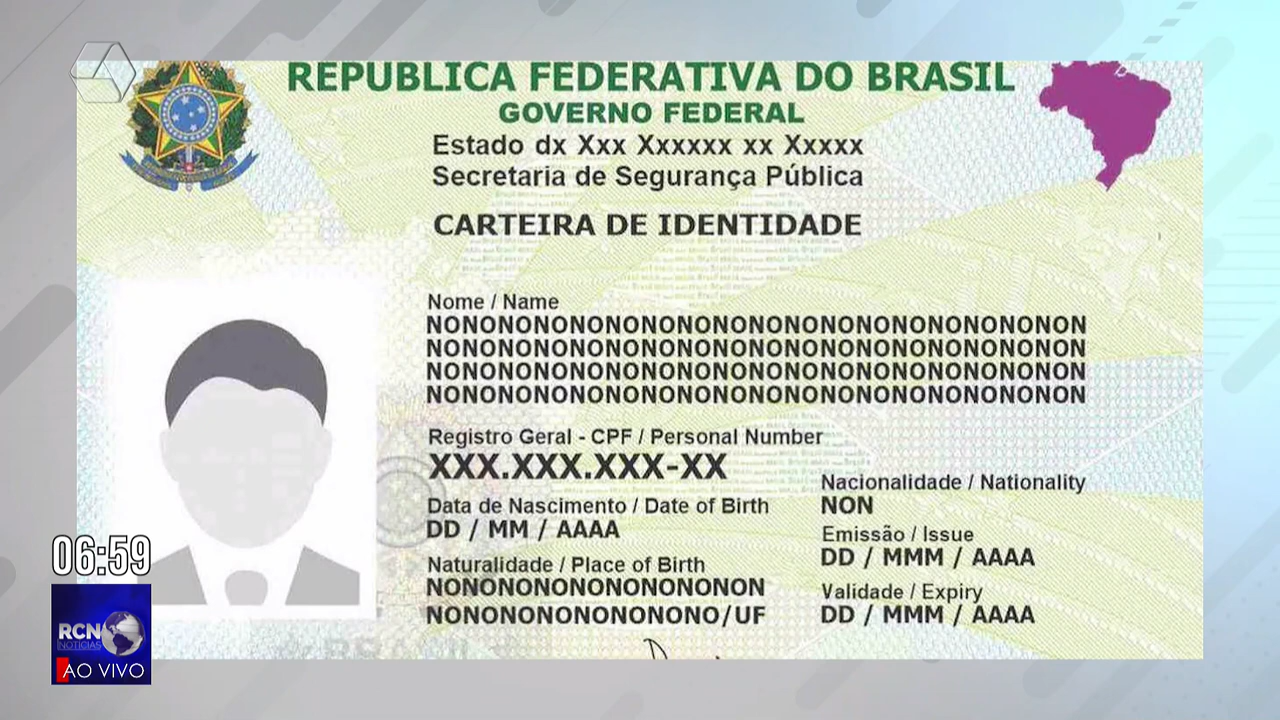 REPÚBLICA FEDERATIVA DO BRASIL
GOVERNO FEDERAL
Estado dx Xxx Xxxxxx xx Xxxxx
Secretaria de Segurança Pública
CARTEIRA DE IDENTIDADE
Nome / Name
NONONONONONONONONONONONONONONONONONON
NONONONONONONONONONONONONONONONONONON
NONONONONONONONONONONONONONONONONONON
NONONONONONONONONONONONONONONONONONON
Registro Geral - CPF / Personal Number
XXX.XXX.XXX-XX
Data de Nascimento / Date of Birth
DD / MM / AAAA
Naturalidade / Place of Birth
NONONONONONONONONON
NONONONONONONONO/UF
Nacionalidade / Nationality
NON
Emissão / Issue
DD / MMM / AAAA
Validade / Expiry
DD / MMM / AAAA
06:59
RCN
NOTÍCIAS
AO VIVO